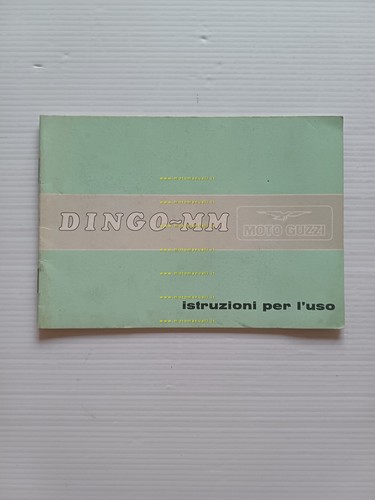 DINGO~MM
MOTO GUZZI
istruzioni per l'uso